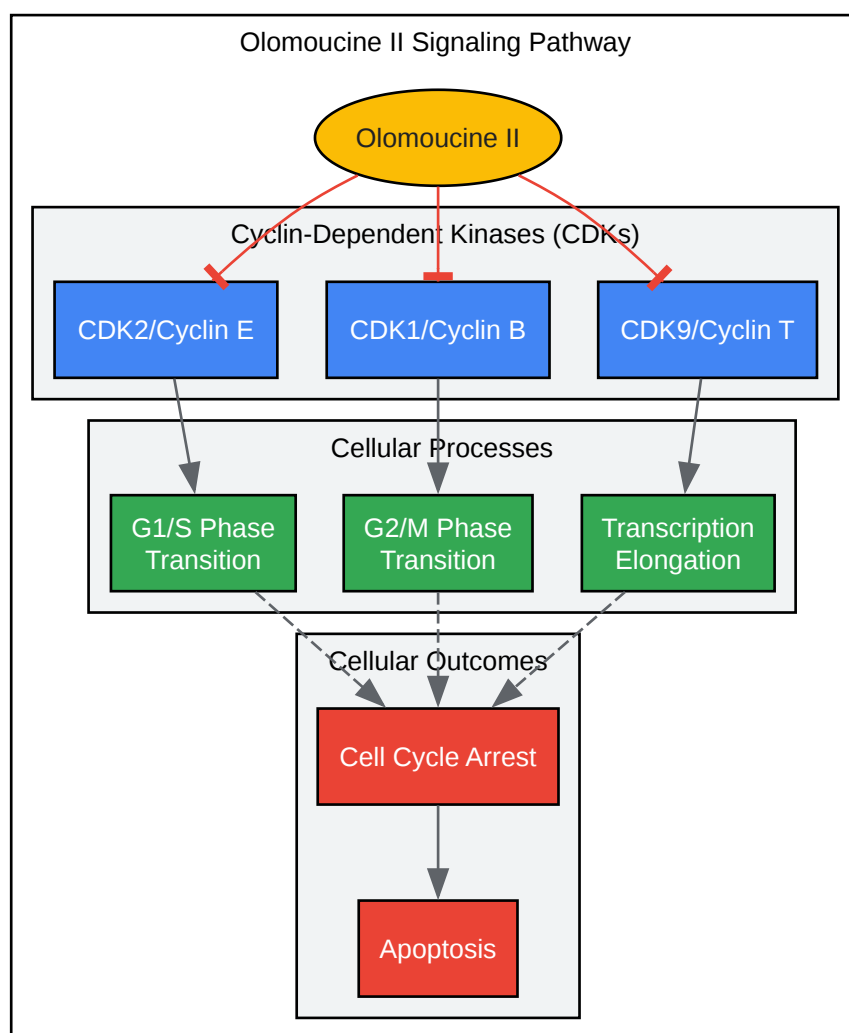 Olomoucine II Signaling Pathway
Olomoucine II
Cyclin-Dependent Kinases (CDKs)
CDK2/Cyclin E
CDK1/Cyclin B
CDK9/Cyclin T
Cellular Processes
G1/S Phase
Transition
G2/M Phase
Transition
Transcription
Elongation
Cellular Outcomes
Cell Cycle Arrest
Apoptosis